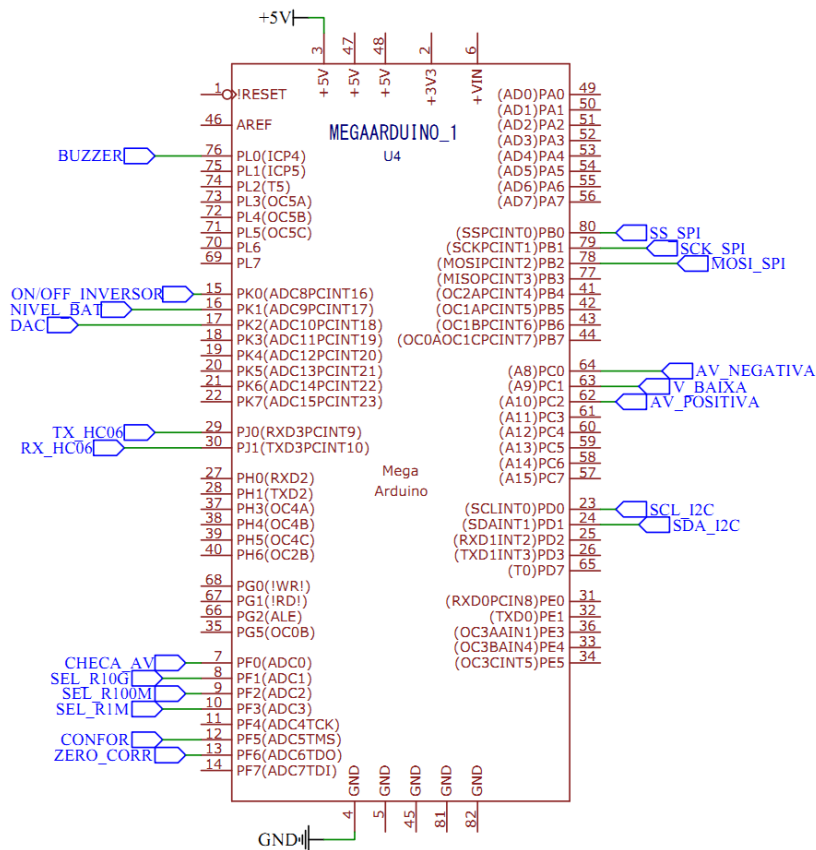 +5V
3 47 48 2 6
+5V +5V +5V +3V3 +VIN
MEGAARDUINO_1
U4
1 !RESET
46 AREF
BUZZER 76 PL0(ICP4)
75 PL1(ICP5)
74 PL2(T5)
73 PL3(OC5A)
72 PL4(OC5B)
71 PL5(OC5C)
70 PL6
69 PL7
ON/OFF_INVERSOR 15 PK0(ADC8PCINT16)
NIVEL_BAT 16 PK1(ADC9PCINT17)
DAC 17 PK2(ADC10PCINT18)
18 PK3(ADC11PCINT19)
19 PK4(ADC12PCINT20)
20 PK5(ADC13PCINT21)
21 PK6(ADC14PCINT22)
22 PK7(ADC15PCINT23)
TX_HC06 29 PJ0(RXD3PCINT9)
RX_HC06 30 PJ1(TXD3PCINT10)
27 PH0(RXD2)
28 PH1(TXD2)
37 PH3(OC4A)
38 PH4(OC4B)
39 PH5(OC4C)
40 PH6(OC2B)
68 PG0(!WR!)
67 PG1(!RD!)
66 PG2(ALE)
35 PG5(OC0B)
CHECA_AV 7 PF0(ADC0)
SEL_R10G 8 PF1(ADC1)
SEL_R100M 9 PF2(ADC2)
SEL_R1M 10 PF3(ADC3)
11 PF4(ADC4TCK)
CONFOR 12 PF5(ADC5TMS)
ZERO_CORR 13 PF6(ADC6TDO)
14 PF7(ADC7TDI)
Mega
Arduino
(AD0)PA0 49
(AD1)PA1 50
(AD2)PA2 51
(AD3)PA3 52
(AD4)PA4 53
(AD5)PA5 54
(AD6)PA6 55
(AD7)PA7 56
(SSPCINT0)PB0 80 SS_SPI
(SCKPCINT1)PB1 79 SCK_SPI
(MOSIPCINT2)PB2 78 MOSI_SPI
(MISOPCINT3)PB3 77
(OC2APCINT4)PB4 41
(OC1APCINT5)PB5 42
(OC1BPCINT6)PB6 43
(OC0AOC1CPCINT7)PB7 44
(A8)PC0 64 AV_NEGATIVA
(A9)PC1 63 V_BAIXA
(A10)PC2 62 AV_POSITIVA
(A11)PC3 61
(A12)PC4 60
(A13)PC5 59
(A14)PC6 58
(A15)PC7 57
(SCLINT0)PD0 23 SCL_I2C
(SDAINT1)PD1 24 SDA_I2C
(RXD1INT2)PD2 25
(TXD1INT3)PD3 26
(T0)PD7 65
(RXD0PCIN8)PE0 31
(TXD0)PE1 32
(OC3AAIN1)PE3 36
(OC3BAIN4)PE4 33
(OC3CINT5)PE5 34
GND GND GND GND GND
4 5 45 81 82
GND